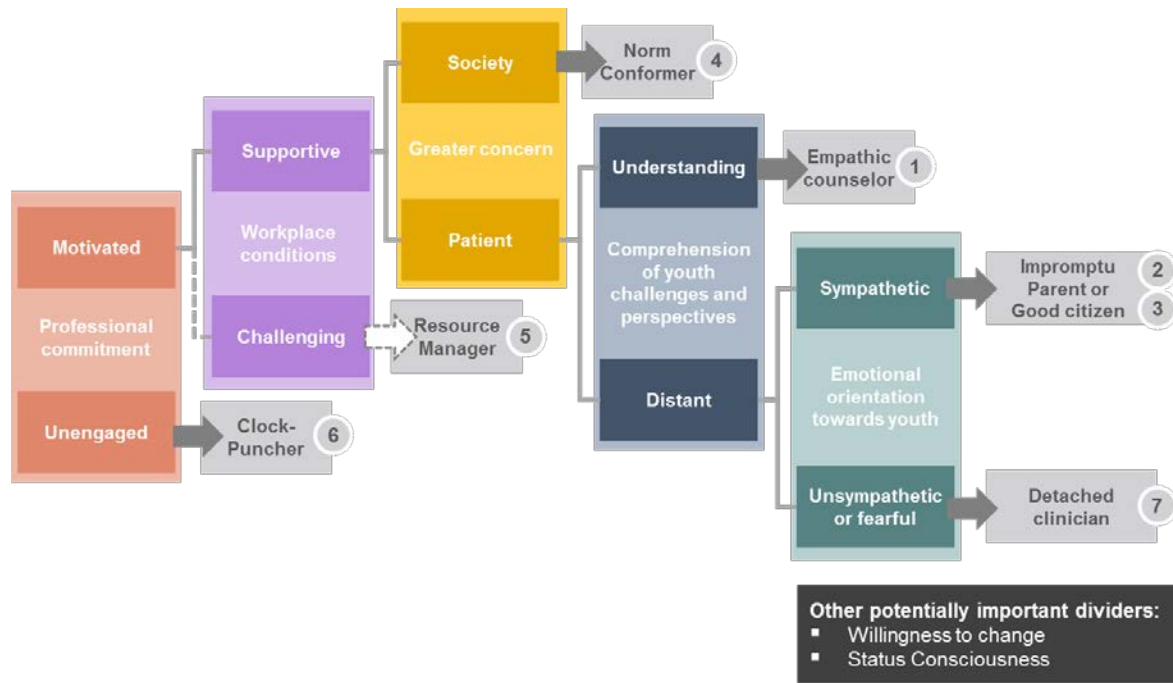 Motivated
Professional
commitment
Unengaged
Clock-
Puncher
6
Supportive
Workplace
conditions
Challenging
Resource
Manager
5
Society
Greater concern
Patient
Norm
Conformer
4
Understanding
Comprehension
of youth
challenges and
perspectives
Distant
Empathic
counselor
1
Sympathetic
Emotional
orientation
towards youth
Unsympathetic
or fearful
Impromptu
Parent or
Good citizen
2
3
Detached
clinician
7
Other potentially important dividers:
▪ Willingness to change
▪ Status Consciousness